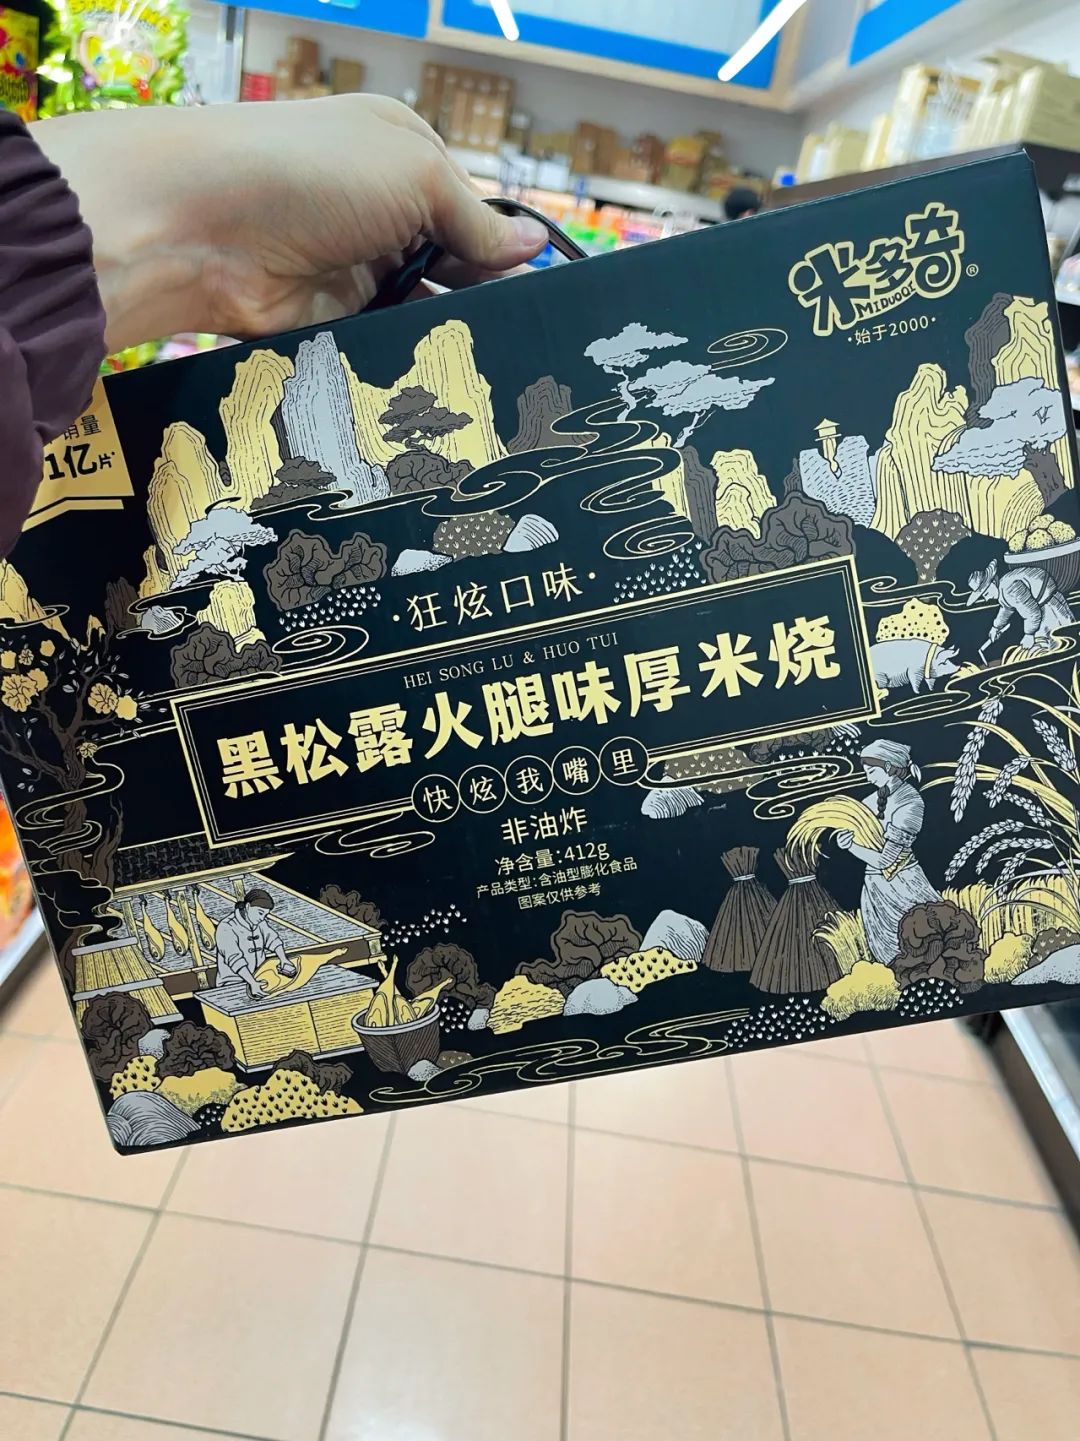 米多奇®
MIDUOQI
·始于2000·
销量
1亿片*
·狂炫口味·
HEI SONG LU & HUO TUI
黑松露火腿味厚米烧
快炫我嘴里
非油炸
净含量:412g
产品类型:含油型膨化食品
图案仅供参考